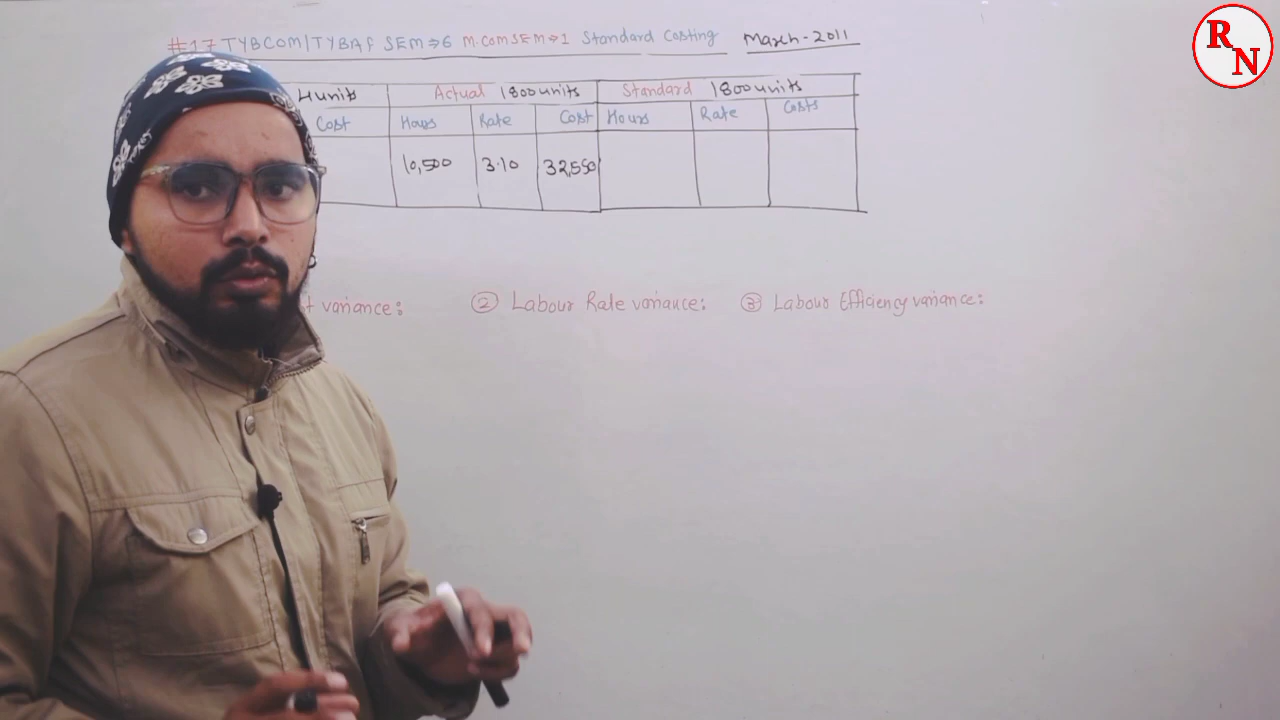 #17 TYBCOM/TYBAF SEM⇒6 M.COM SEM⇒1 Standard Costing March-2011
units Actual 1800 units Standard 1800 units
Cost Hours Rate Cost Hours Rate Costs
10,500 3.10 32,550
variance: ② Labour Rate variance: ③ Labour Efficiency variance:
RN